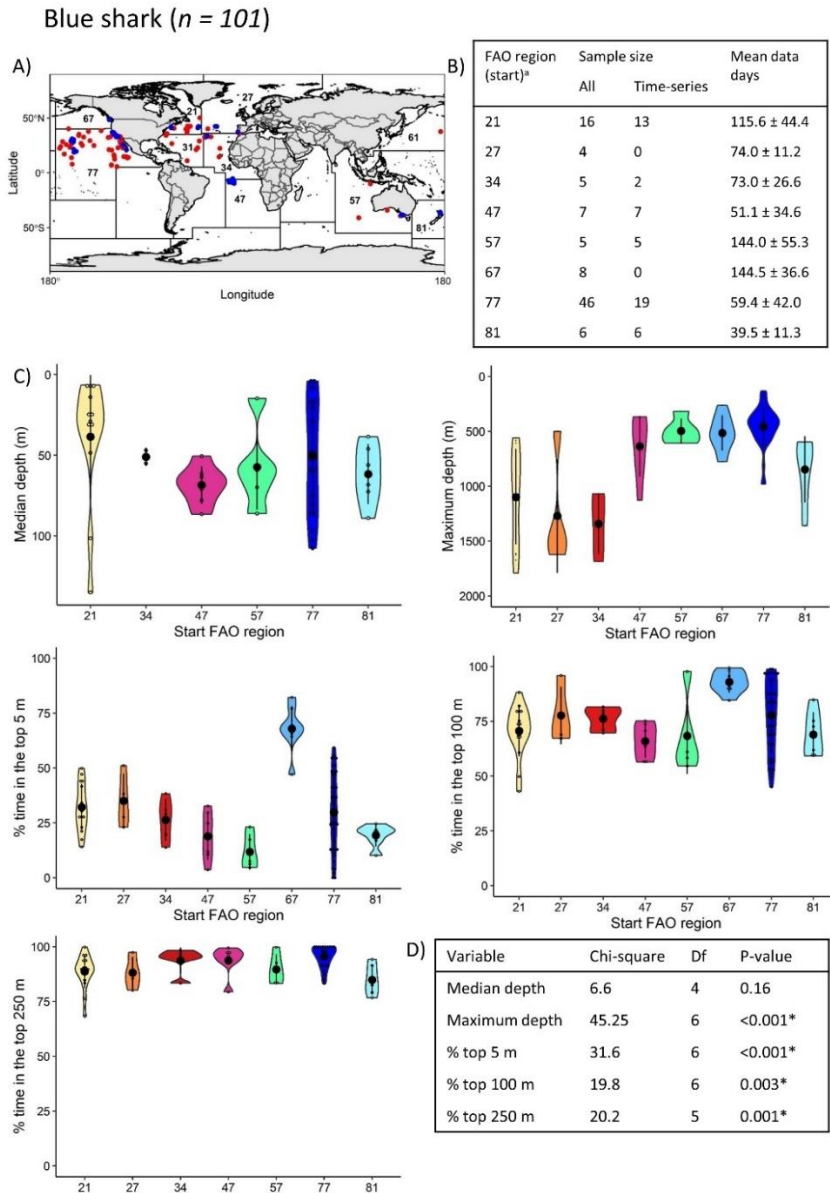 Blue shark (n = 101)
A)
67
21
27
61
31
34
77
47
57
81
50°N
0°
50°S
180°
180
Latitude
Longitude
B)
FAO region (start)ᵃ Sample size Mean data days
All Time-series
21 16 13 115.6 ± 44.4
27 4 0 74.0 ± 11.2
34 5 2 73.0 ± 26.6
47 7 7 51.1 ± 34.6
57 5 5 144.0 ± 55.3
67 8 0 144.5 ± 36.6
77 46 19 59.4 ± 42.0
81 6 6 39.5 ± 11.3
C)
Median depth (m)
0
50
100
21 34 47 57 77 81
Start FAO region
Maximum depth (m)
0
500
1000
1500
2000
21 27 34 47 57 67 77 81
Start FAO region
% time in the top 5 m
100
75
50
25
0
21 27 34 47 57 67 77 81
Start FAO region
% time in the top 100 m
100
75
50
25
0
21 27 34 47 57 67 77 81
Start FAO region
% time in the top 250 m
100
75
50
25
0
21 27 34 47 57 77 81
Start FAO region
D)
Variable Chi-square Df P-value
Median depth 6.6 4 0.16
Maximum depth 45.25 6 <0.001*
% top 5 m 31.6 6 <0.001*
% top 100 m 19.8 6 0.003*
% top 250 m 20.2 5 0.001*